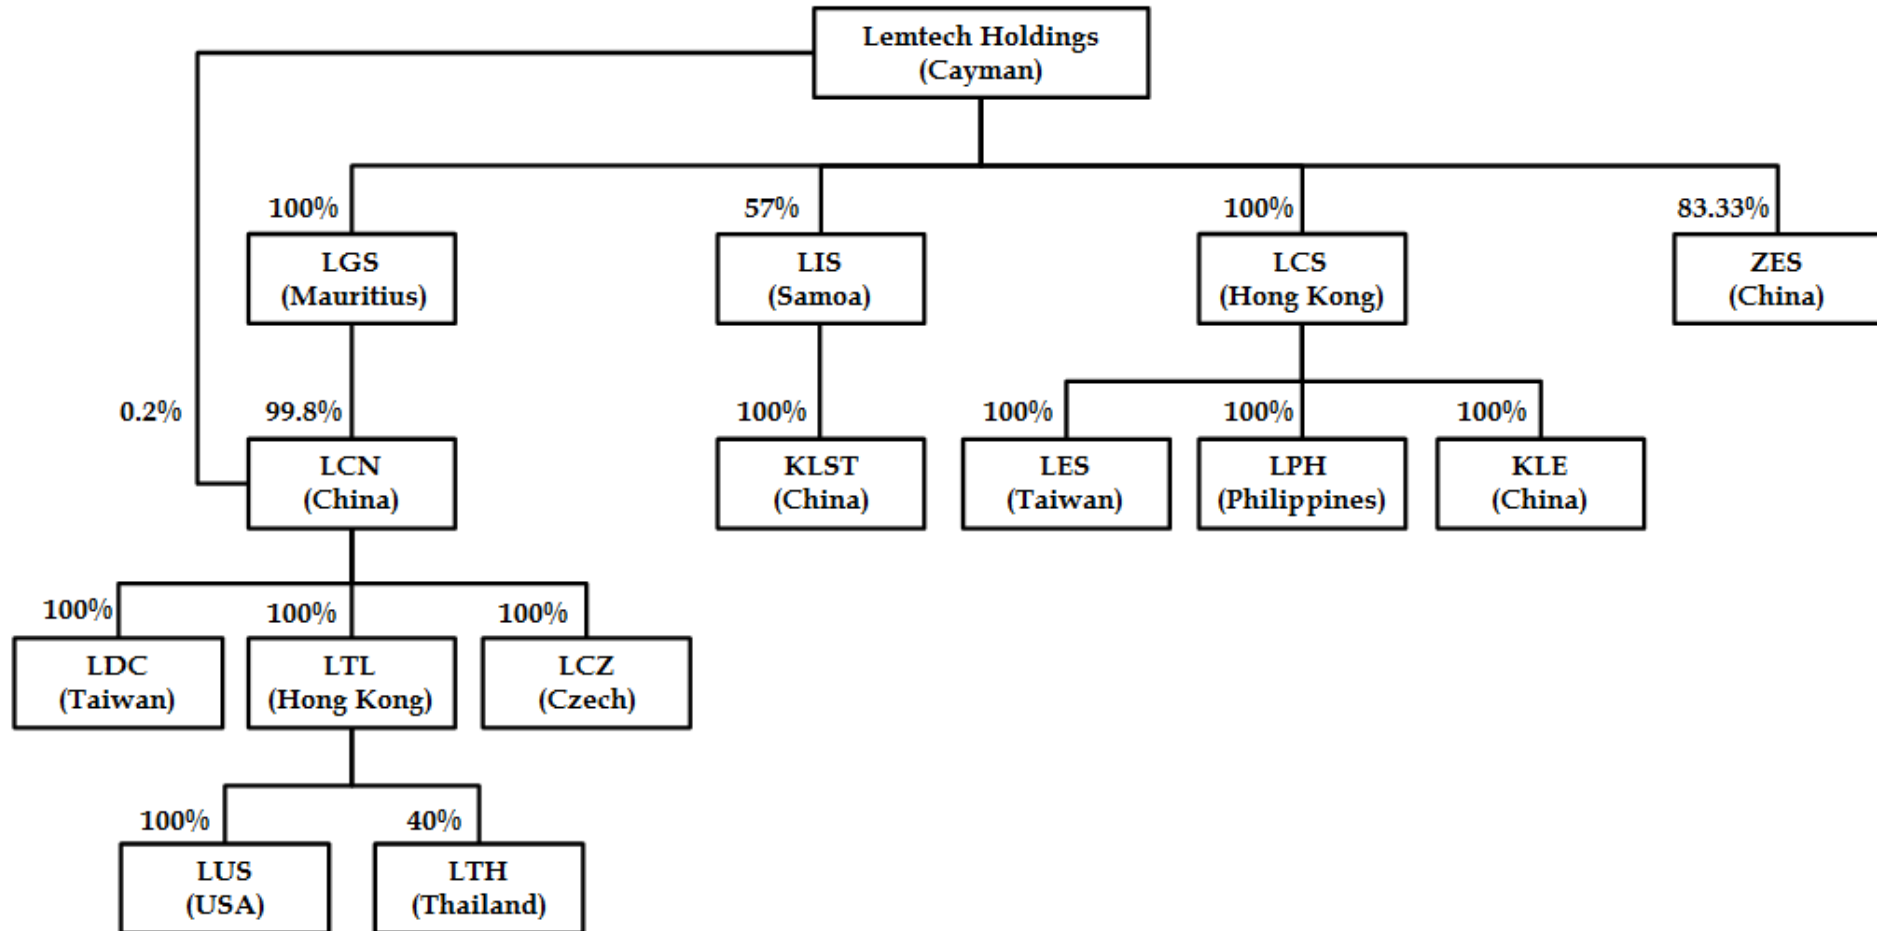 Lemtech Holdings
(Cayman)
100%
57%
100%
83.33%
LGS
(Mauritius)
LIS
(Samoa)
LCS
(Hong Kong)
ZES
(China)
0.2%
99.8%
100%
100%
100%
100%
LCN
(China)
KLST
(China)
LES
(Taiwan)
LPH
(Philippines)
KLE
(China)
100%
100%
100%
LDC
(Taiwan)
LTL
(Hong Kong)
LCZ
(Czech)
100%
40%
LUS
(USA)
LTH
(Thailand)